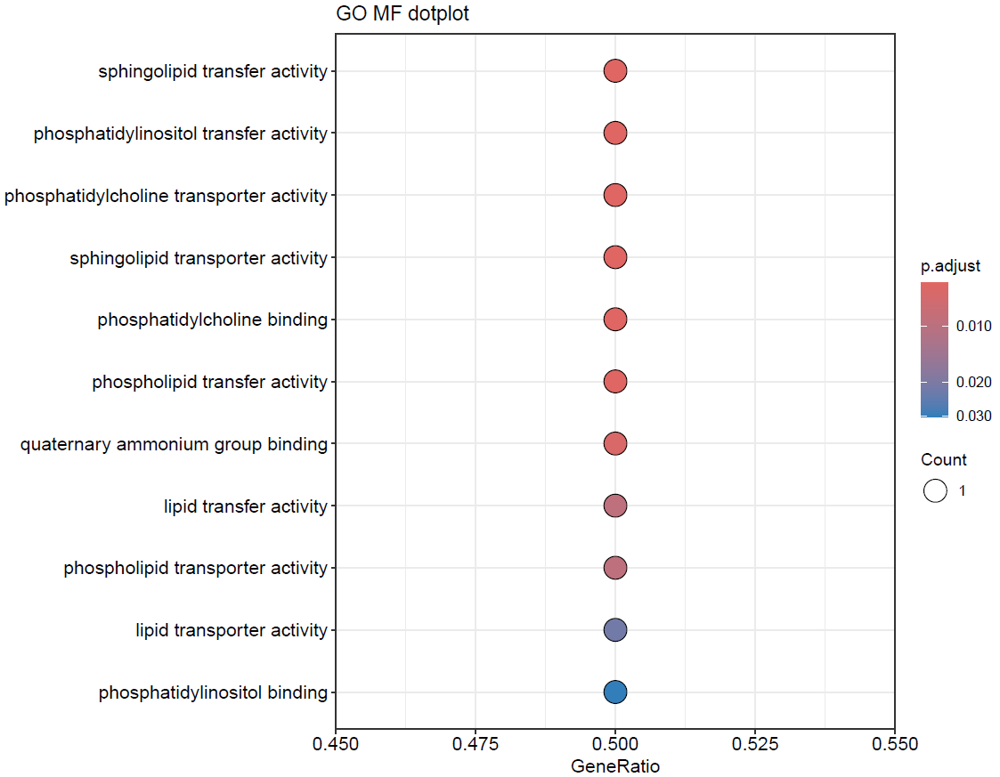 GO MF dotplot
sphingolipid transfer activity
phosphatidylinositol transfer activity
phosphatidylcholine transporter activity
sphingolipid transporter activity
phosphatidylcholine binding
phospholipid transfer activity
quaternary ammonium group binding
lipid transfer activity
phospholipid transporter activity
lipid transporter activity
phosphatidylinositol binding
0.450 0.475 0.500 0.525 0.550
GeneRatio
p.adjust
0.010
0.020
0.030
Count
1